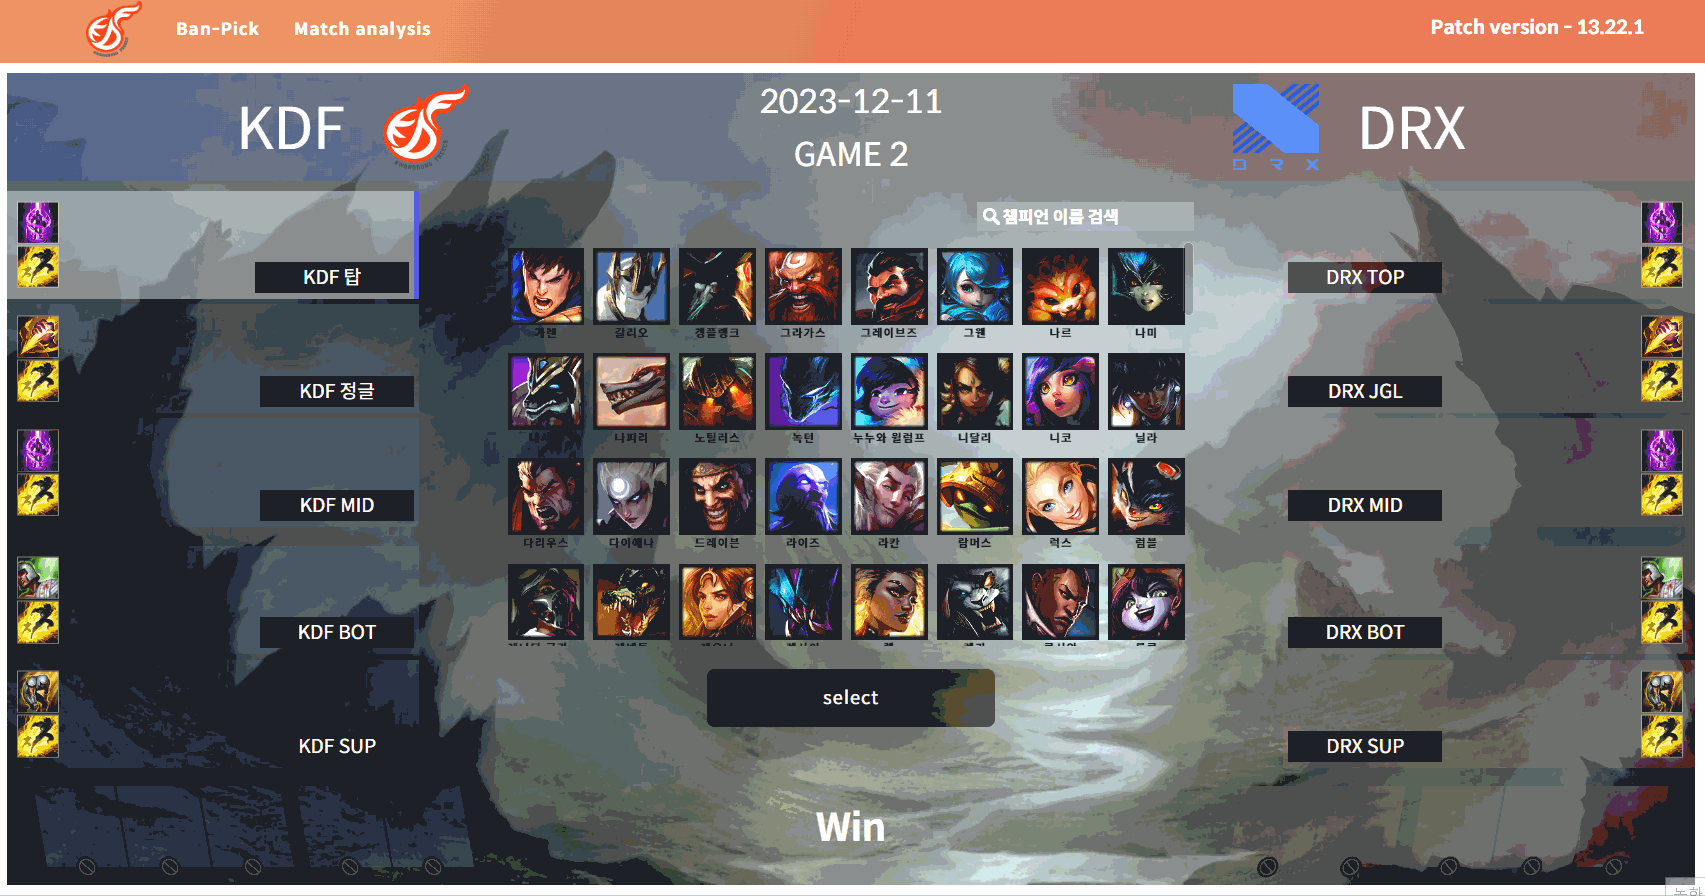 Ban-Pick Match analysis Patch version - 13.22.1
KDF 2023-12-11 DRX
GAME 2
DRX
챔피언 이름 검색
KDF 탑 DRX TOP
가렌 갈리오 갱플랭크 그라가스 그레이브즈 그웬 나르 나미
KDF 정글 DRX JGL
나피리 노틸러스 녹턴 누누와 윌럼프 니달리 니코 닐라
KDF MID DRX MID
다리우스 다이애나 드레이븐 라이즈 라칸 람머스 럭스 럼블
KDF BOT DRX BOT
select
KDF SUP DRX SUP
Win